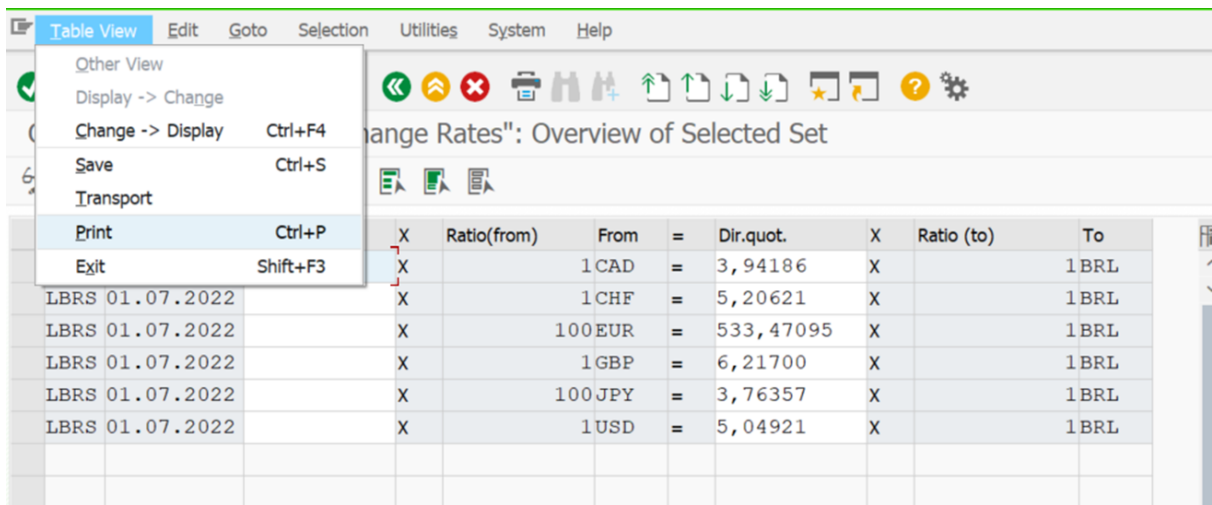 Table View Edit Goto Selection Utilities System Help
Other View
Display -> Change
Change -> Display Ctrl+F4
Save Ctrl+S
Transport
Print Ctrl+P
Exit Shift+F3
ange Rates": Overview of Selected Set
X Ratio(from) From = Dir.quot. X Ratio (to) To
X 1 CAD = 3,94186 X 1 BRL
LBRS 01.07.2022 X 1 CHF = 5,20621 X 1 BRL
LBRS 01.07.2022 X 100 EUR = 533,47095 X 1 BRL
LBRS 01.07.2022 X 1 GBP = 6,21700 X 1 BRL
LBRS 01.07.2022 X 100 JPY = 3,76357 X 1 BRL
LBRS 01.07.2022 X 1 USD = 5,04921 X 1 BRL